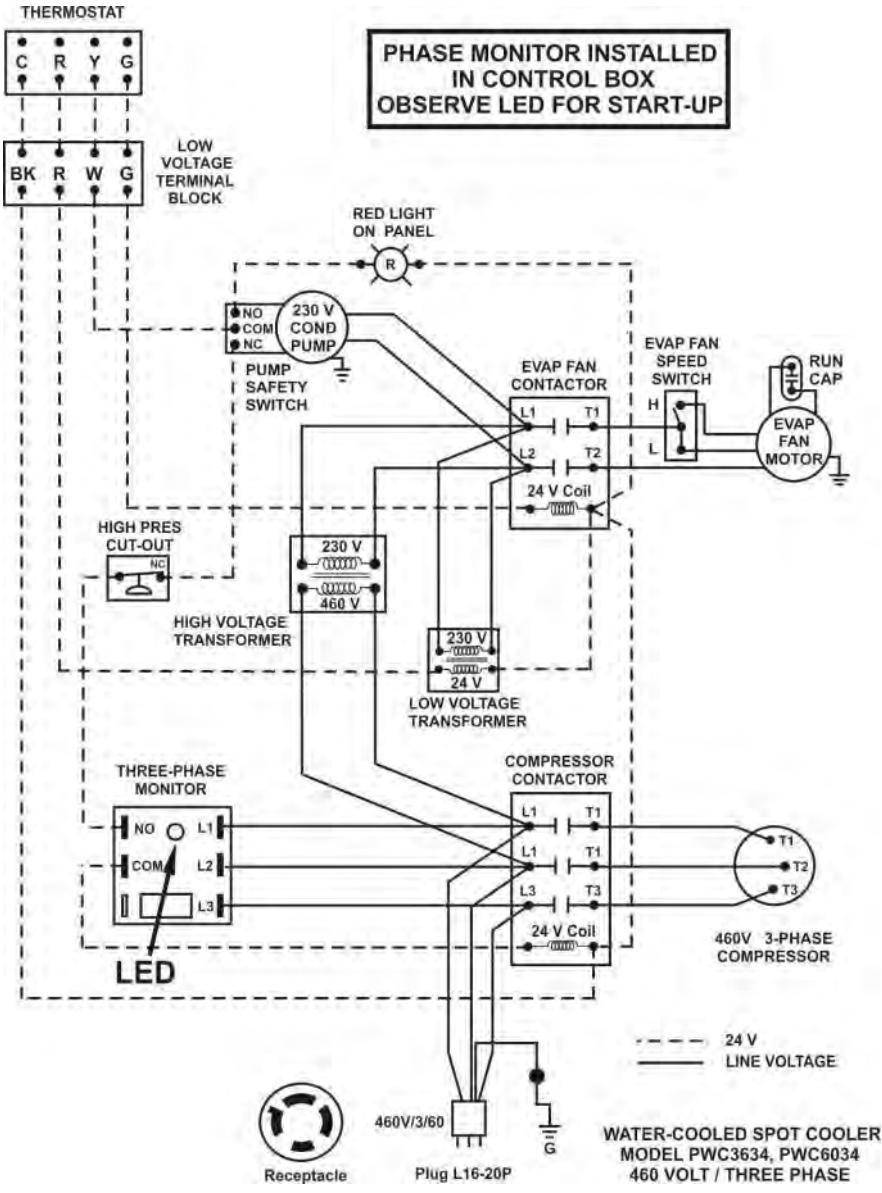 THERMOSTAT
C R Y G
PHASE MONITOR INSTALLED
IN CONTROL BOX
OBSERVE LED FOR START-UP
BK R W G
LOW
VOLTAGE
TERMINAL
BLOCK
RED LIGHT
ON PANEL
R
NO
COM
NC
230 V
COND
PUMP
PUMP
SAFETY
SWITCH
EVAP FAN
CONTACTOR
L1 T1
L2 T2
24 V Coil
EVAP FAN
SPEED
SWITCH
H
L
RUN
CAP
EVAP
FAN
MOTOR
HIGH PRES
CUT-OUT
NC
230 V
460 V
HIGH VOLTAGE
TRANSFORMER
230 V
24 V
LOW VOLTAGE
TRANSFORMER
THREE-PHASE
MONITOR
NO L1
COM L2
L3
LED
COMPRESSOR
CONTACTOR
L1 T1
L1 T1
L3 T3
24 V Coil
T1
T2
T3
460V 3-PHASE
COMPRESSOR
24 V
LINE VOLTAGE
460V/3/60
G
Receptacle
Plug L16-20P
WATER-COOLED SPOT COOLER
MODEL PWC3634, PWC6034
460 VOLT / THREE PHASE